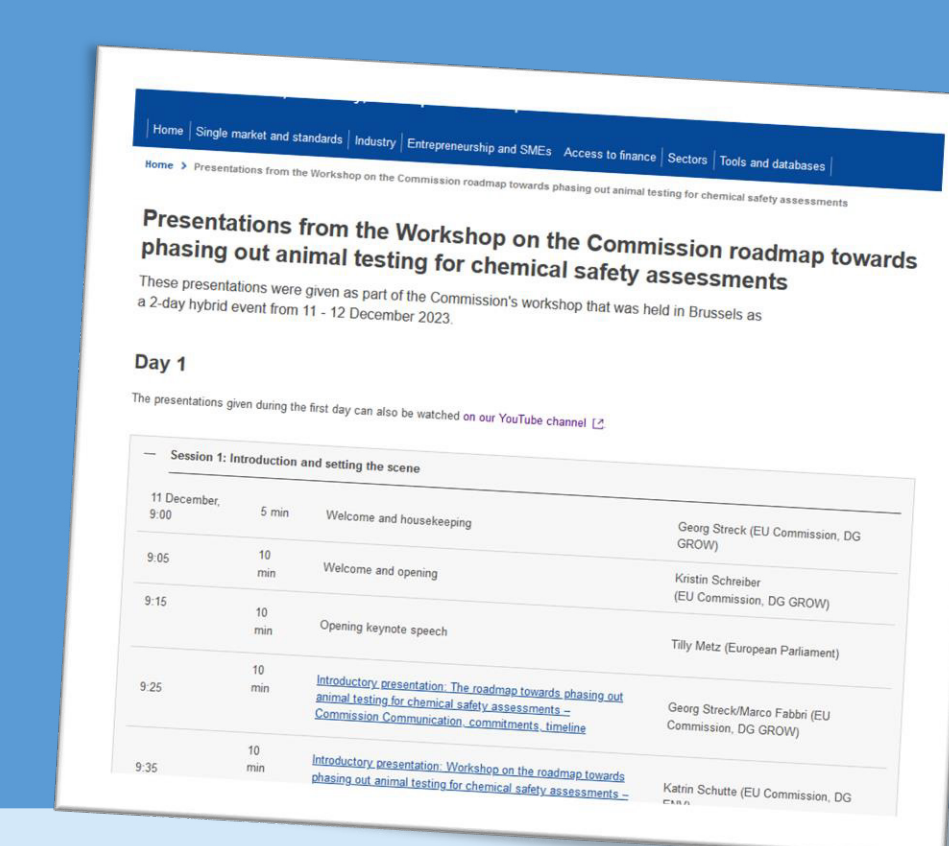 Home Single market and standards Industry Entrepreneurship and SMEs Access to finance Sectors Tools and databases
Home > Presentations from the Workshop on the Commission roadmap towards phasing out animal testing for chemical safety assessments
Presentations from the Workshop on the Commission roadmap towards
phasing out animal testing for chemical safety assessments
These presentations were given as part of the Commission's workshop that was held in Brussels as
a 2-day hybrid event from 11 - 12 December 2023.
Day 1
The presentations given during the first day can also be watched on our YouTube channel
— Session 1: Introduction and setting the scene
11 December,
9:00
5 min
Welcome and housekeeping
Georg Streck (EU Commission, DG
GROW)
9:05
10
min
Welcome and opening
Kristin Schreiber
(EU Commission, DG GROW)
9:15
10
min
Opening keynote speech
Tilly Metz (European Parliament)
9:25
10
min
Introductory presentation: The roadmap towards phasing out
animal testing for chemical safety assessments –
Commission Communication, commitments, timeline
Georg Streck/Marco Fabbri (EU
Commission, DG GROW)
9:35
10
min
Introductory presentation: Workshop on the roadmap towards
phasing out animal testing for chemical safety assessments –
Katrin Schutte (EU Commission, DG